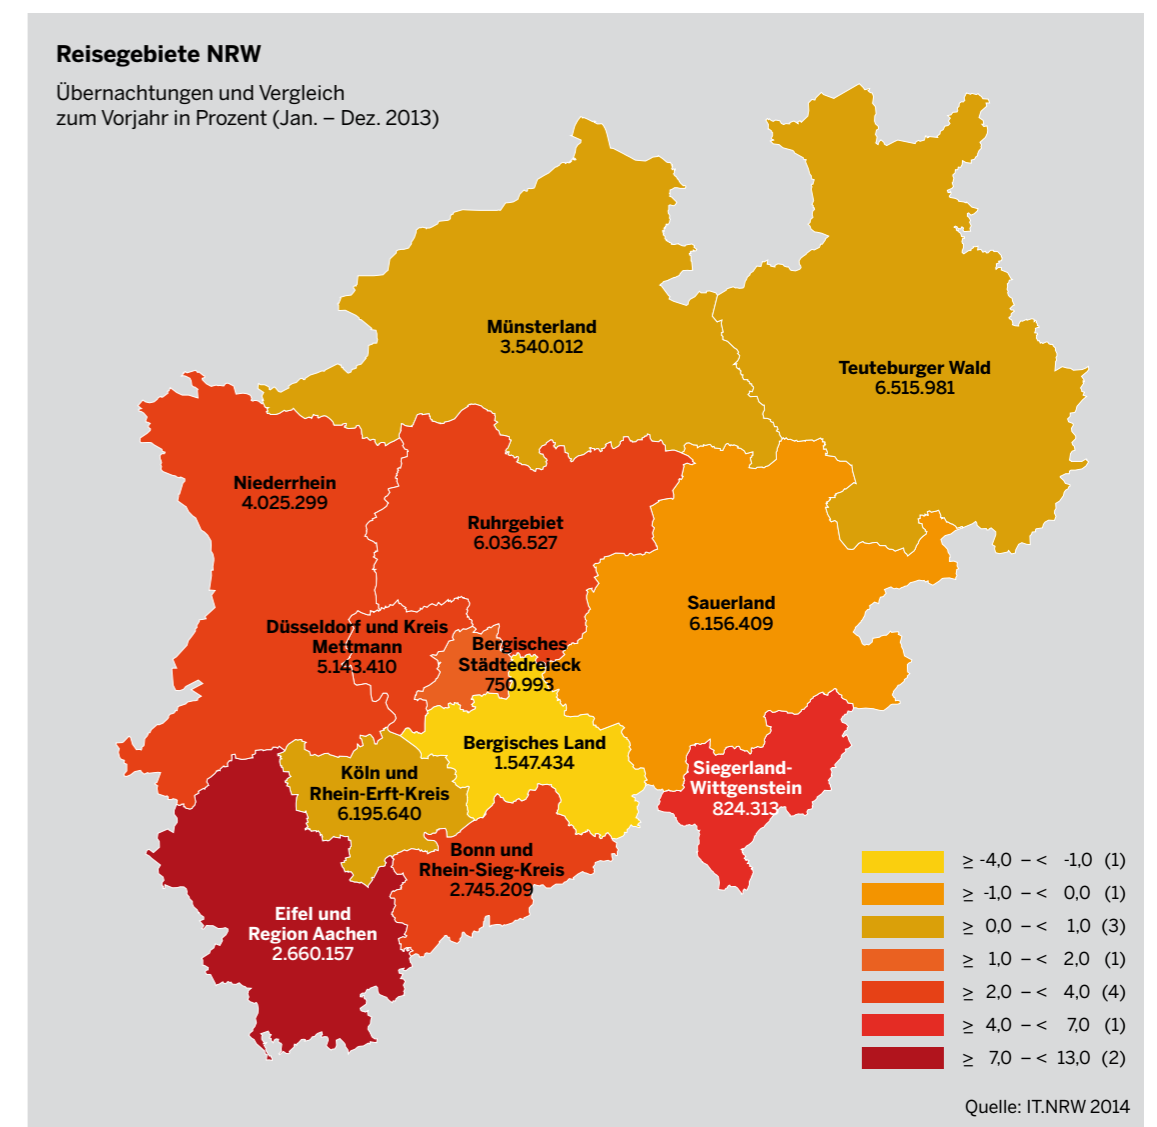 Reisegebiete NRW
Übernachtungen und Vergleich
zum Vorjahr in Prozent (Jan. – Dez. 2013)
Münsterland
3.540.012
Teuteburger Wald
6.515.981
Niederrhein
4.025.299
Ruhrgebiet
6.036.527
Sauerland
6.156.409
Düsseldorf und Kreis
Mettmann
5.143.410
Bergisches
Städtedreieck
750.993
Bergisches Land
1.547.434
Siegerland-
Wittgenstein
824.313
Köln und
Rhein-Erft-Kreis
6.195.640
Bonn und
Rhein-Sieg-Kreis
2.745.209
Eifel und
Region Aachen
2.660.157
≥ -4,0 – < -1,0 (1)
≥ -1,0 – < 0,0 (1)
≥ 0,0 – < 1,0 (3)
≥ 1,0 – < 2,0 (1)
≥ 2,0 – < 4,0 (4)
≥ 4,0 – < 7,0 (1)
≥ 7,0 – < 13,0 (2)
Quelle: IT.NRW 2014